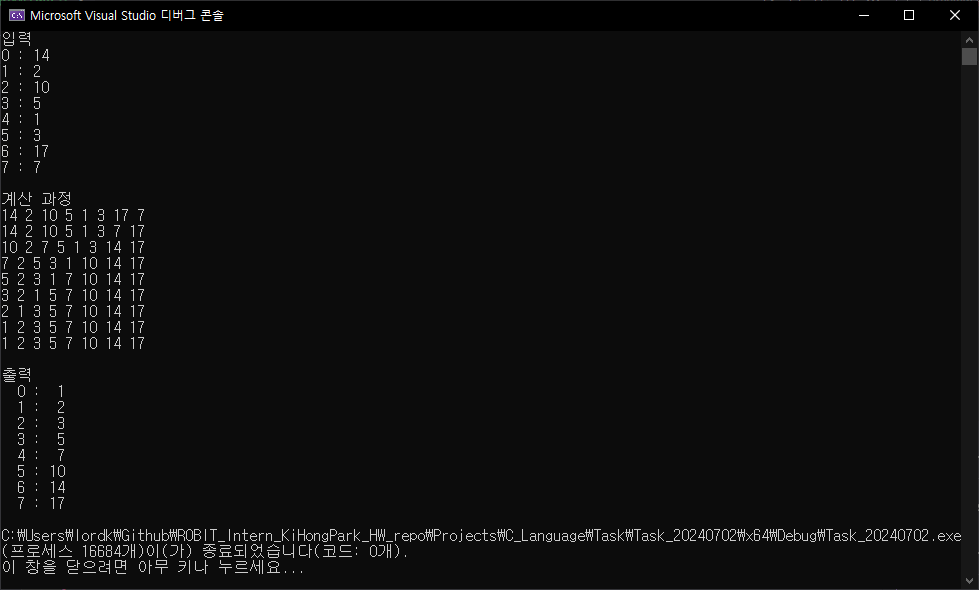 Microsoft Visual Studio 디버그 콘솔
입력
0 : 14
1 : 2
2 : 10
3 : 5
4 : 1
5 : 3
6 : 17
7 : 7
계산 과정
14 2 10 5 1 3 17 7
14 2 10 5 1 3 7 17
10 2 7 5 1 3 14 17
7 2 5 3 1 10 14 17
5 2 3 1 7 10 14 17
3 2 1 5 7 10 14 17
2 1 3 5 7 10 14 17
1 2 3 5 7 10 14 17
1 2 3 5 7 10 14 17
출력
0 : 1
1 : 2
2 : 3
3 : 5
4 : 7
5 : 10
6 : 14
7 : 17
C:₩Users₩lordk₩Github₩ROBIT_Intern_KiHongPark_HW_repo₩Projects₩C_Language₩Task₩Task_20240702₩x64₩Debug₩Task_20240702.exe
(프로세스 16684개)이(가) 종료되었습니다(코드: 0개).
이 창을 닫으려면 아무 키나 누르세요...